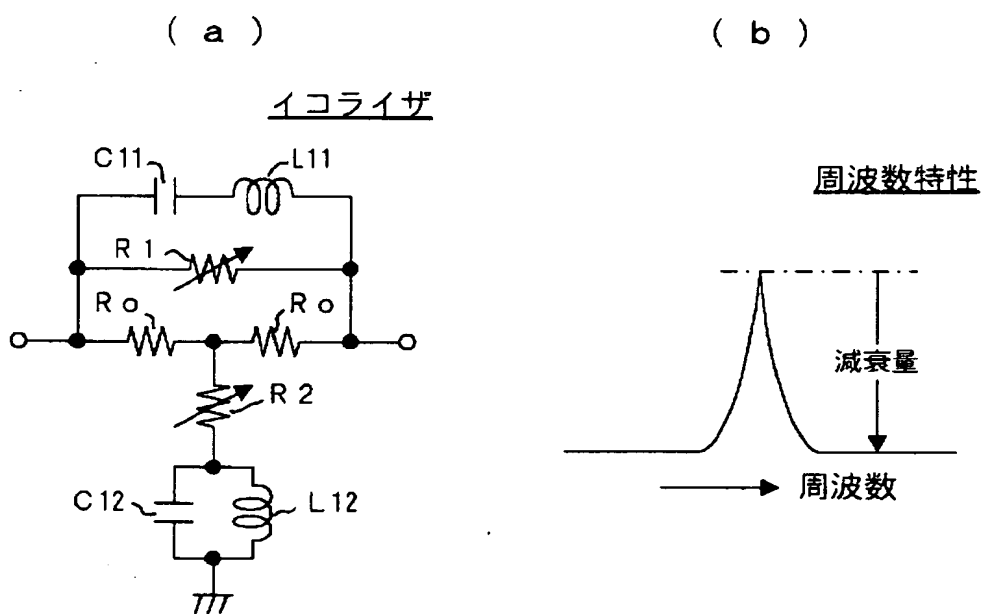 ( a )
( b )
イコライザ
C11
L11
周波数特性
R1
Ro
Ro
減衰量
R2
周波数
C12
L12